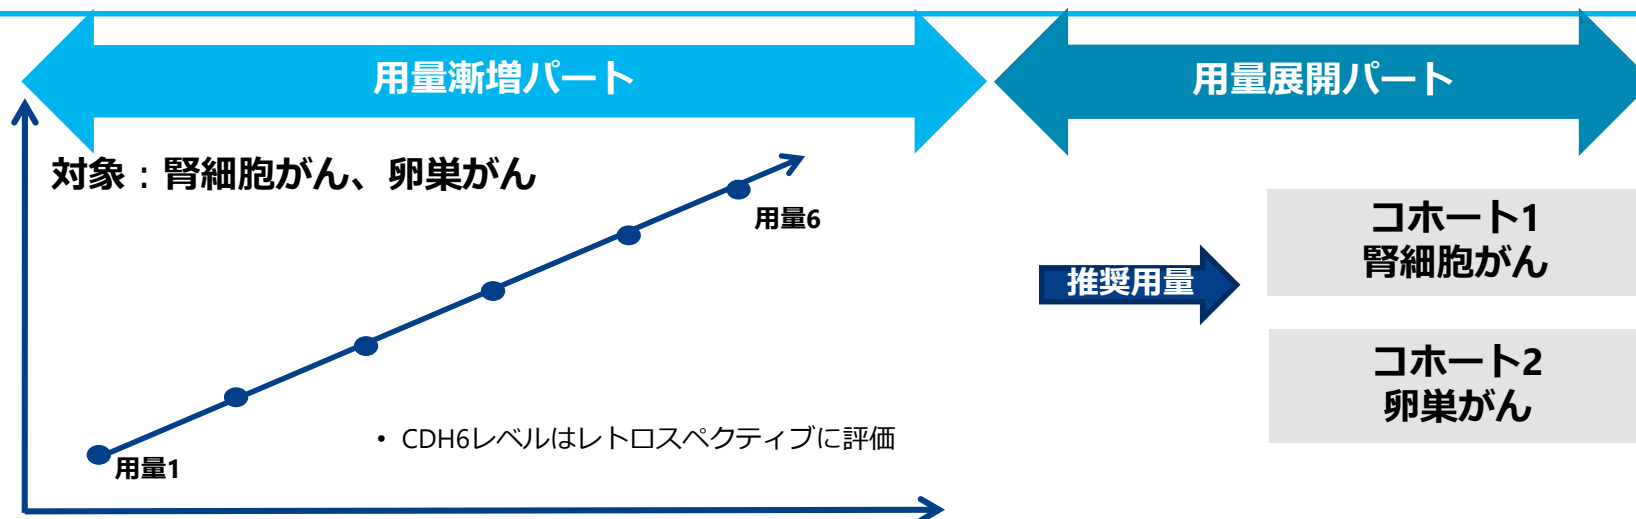 用量漸増パート
用量展開パート
対象：腎細胞がん、卵巣がん
用量6
推奨用量
コホート1
腎細胞がん
コホート2
卵巣がん
• CDH6レベルはレトロスペクティブに評価
用量1